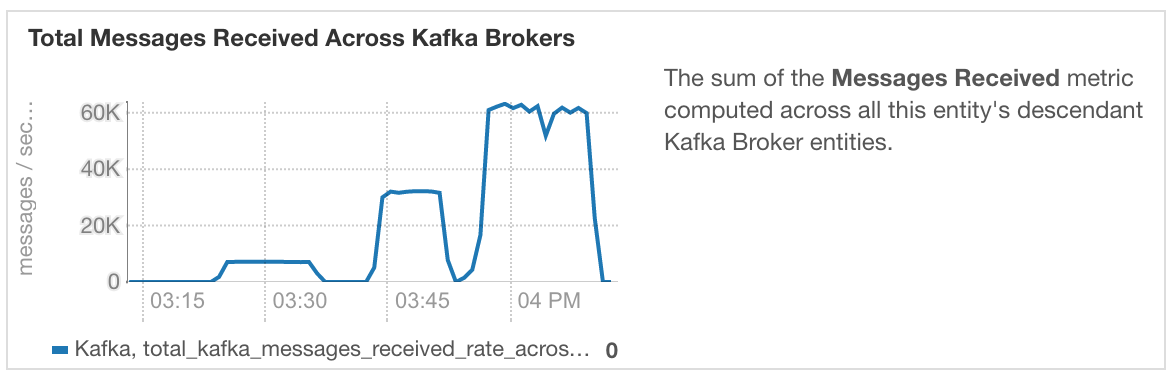 Total Messages Received Across Kafka Brokers
messages / sec...
60K
40K
20K
0
03:15
03:30
03:45
04 PM
Kafka, total_kafka_messages_received_rate_acros... 0
The sum of the Messages Received metric
computed across all this entity's descendant
Kafka Broker entities.